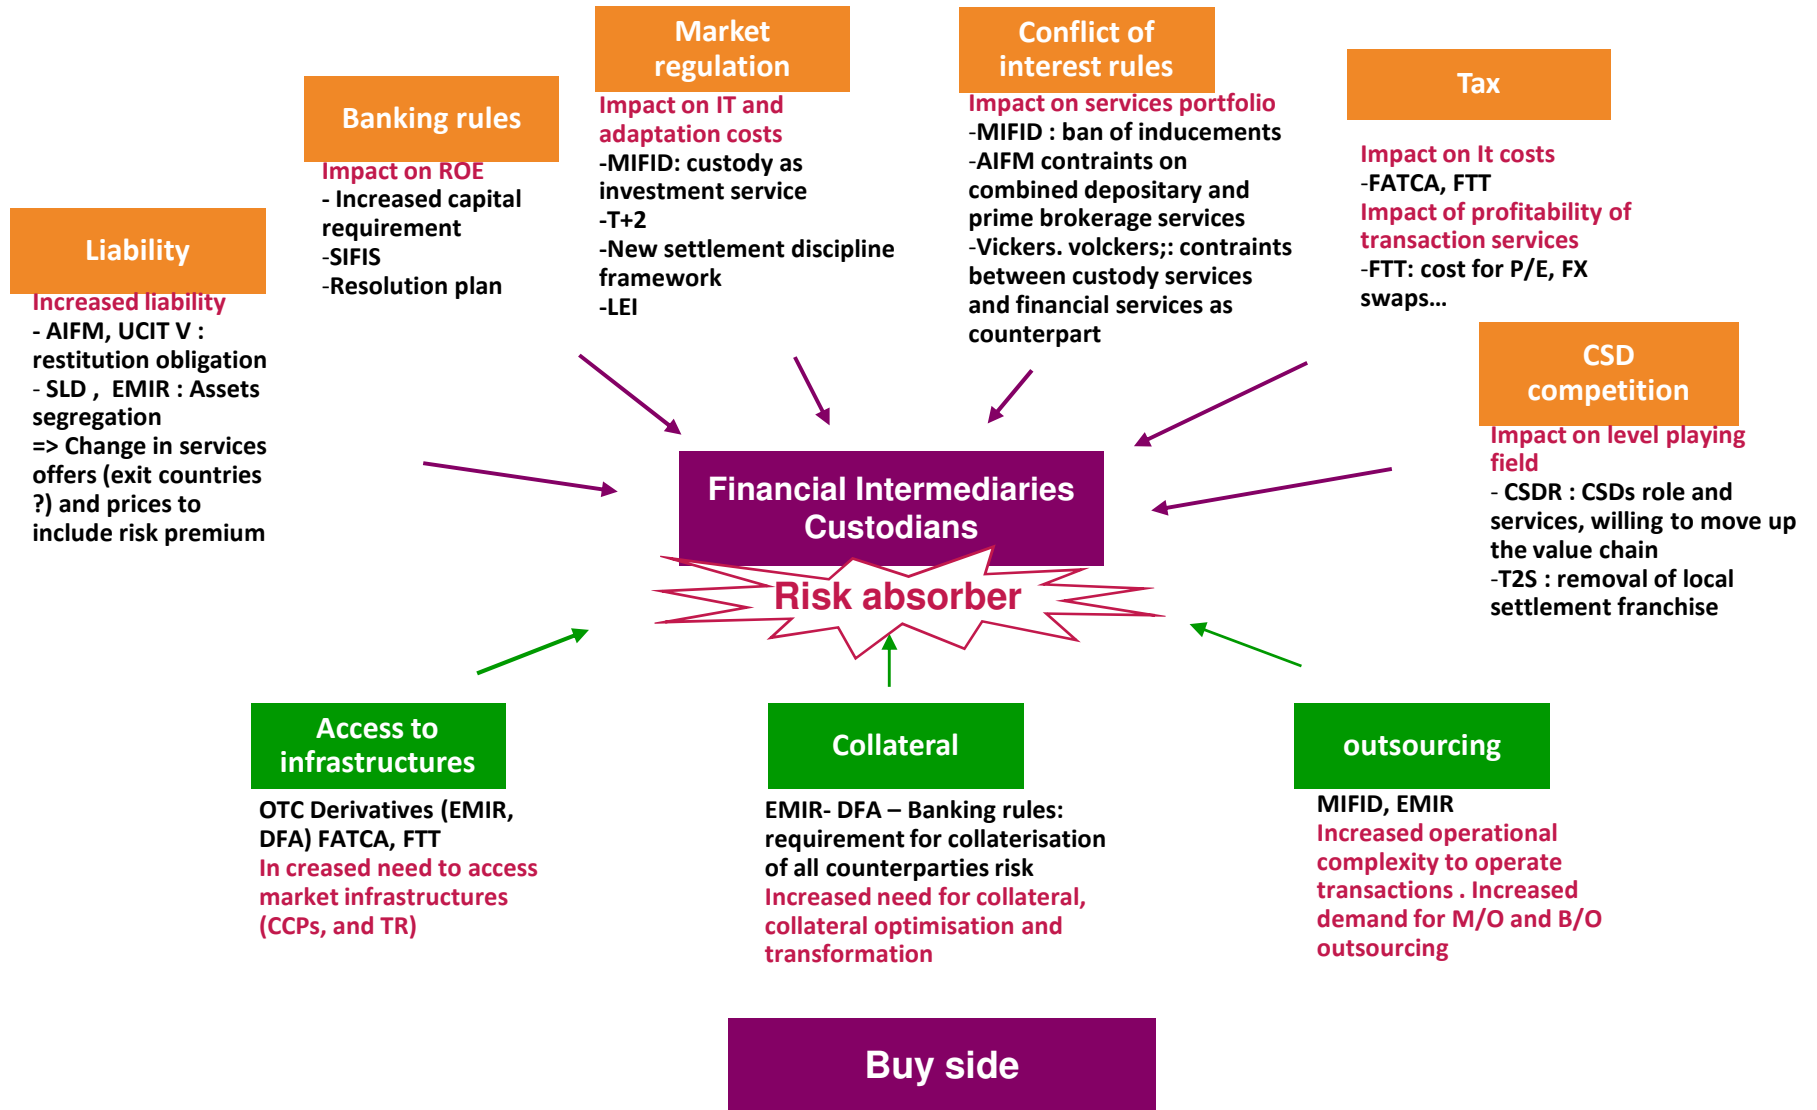 Market
regulation
Impact on IT and
adaptation costs
-MIFID: custody as
investment service
-T+2
-New settlement discipline
framework
-LEI
Conflict of
interest rules
Impact on services portfolio
-MIFID : ban of inducements
-AIFM contraints on
combined depositary and
prime brokerage services
-Vickers. volckers;: contraints
between custody services
and financial services as
counterpart
Tax
Impact on It costs
-FATCA, FTT
Impact of profitability of
transaction services
-FTT: cost for P/E, FX
swaps...
Banking rules
Impact on ROE
- Increased capital
requirement
-SIFIS
-Resolution plan
Liability
Increased liability
- AIFM, UCIT V :
restitution obligation
- SLD , EMIR : Assets
segregation
=> Change in services
offers (exit countries
?) and prices to
include risk premium
CSD
competition
Impact on level playing
field
- CSDR : CSDs role and
services, willing to move up
the value chain
-T2S : removal of local
settlement franchise
Financial Intermediaries
Custodians
Risk absorber
Access to
infrastructures
OTC Derivatives (EMIR,
DFA) FATCA, FTT
In creased need to access
market infrastructures
(CCPs, and TR)
Collateral
EMIR- DFA – Banking rules:
requirement for collaterisation
of all counterparties risk
Increased need for collateral,
collateral optimisation and
transformation
outsourcing
MIFID, EMIR
Increased operational
complexity to operate
transactions . Increased
demand for M/O and B/O
outsourcing
Buy side